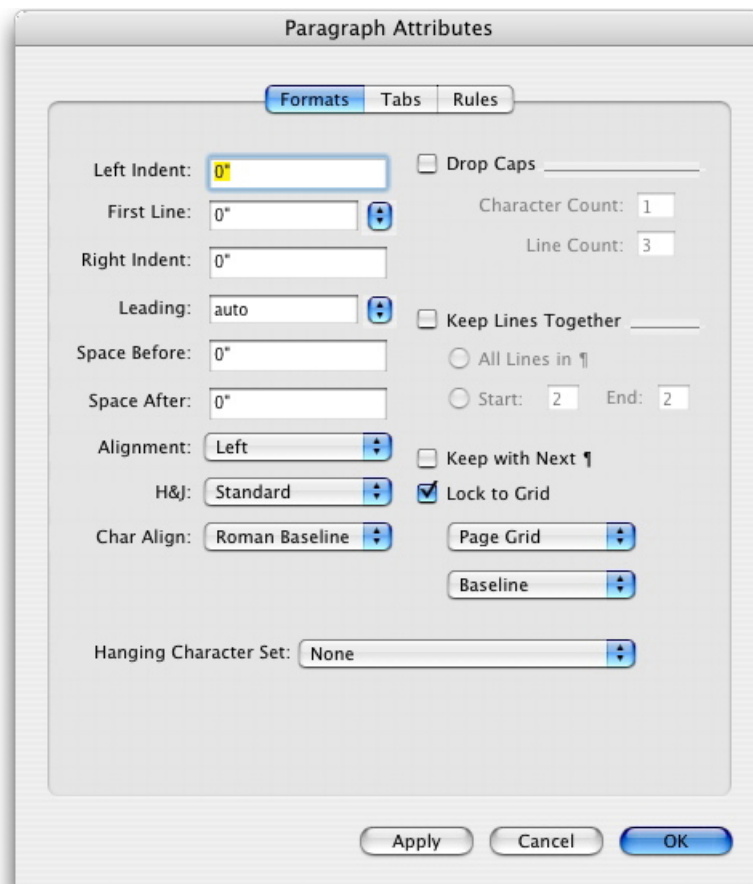 Paragraph Attributes
Formats Tabs Rules
Left Indent: 0"
First Line: 0"
Right Indent: 0"
Leading: auto
Space Before: 0"
Space After: 0"
Alignment: Left
H&J: Standard
Char Align: Roman Baseline
Drop Caps
Character Count: 1
Line Count: 3
Keep Lines Together
All Lines in ¶
Start: 2 End: 2
Keep with Next ¶
Lock to Grid
Page Grid
Baseline
Hanging Character Set: None
Apply Cancel OK